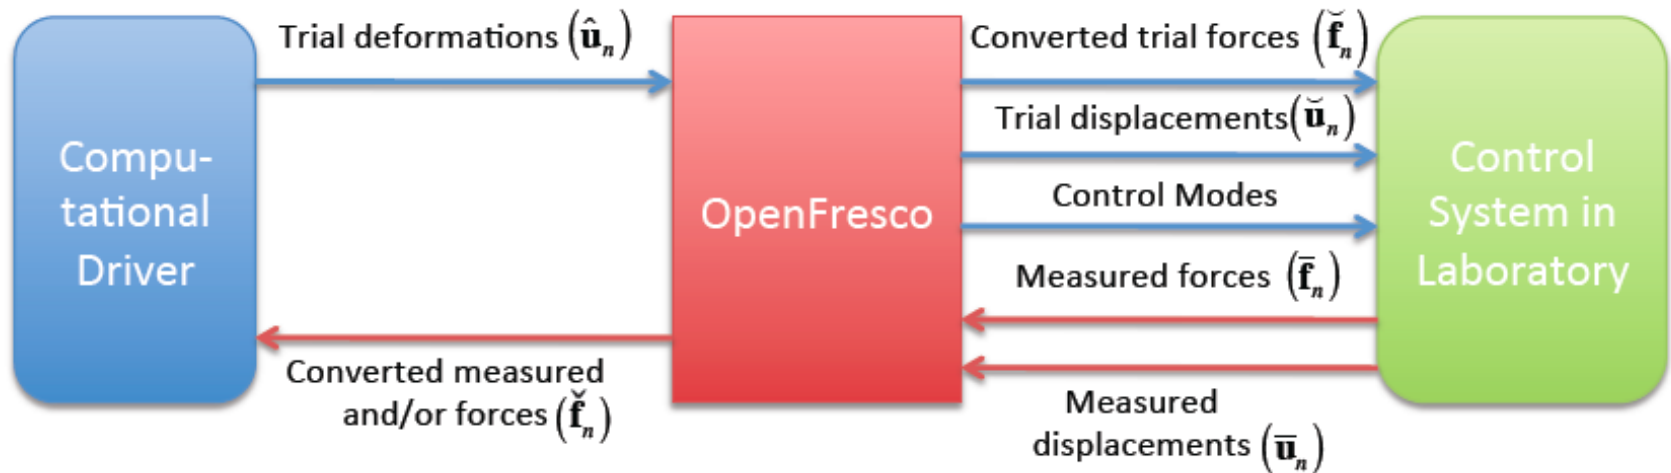 Compu-
tational
Driver
Trial deformations (û_n)
OpenFresco
Converted trial forces (f̆_n)
Trial displacements(ŭ_n)
Control Modes
Measured forces (f̄_n)
Measured
displacements (ū_n)
Converted measured
and/or forces (f̌_n)
Control
System in
Laboratory